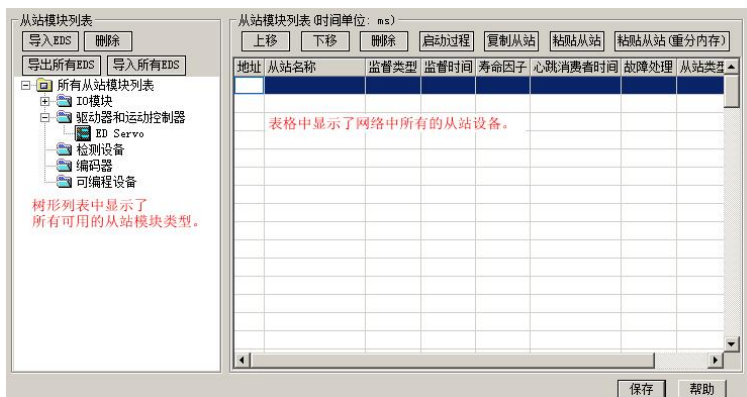 从站模块列表
导入EDS 删除
导出所有EDS 导入所有EDS
所有从站模块列表
IO模块
驱动器和运动控制器
ED Servo
检测设备
编码器
可编程设备
树形列表中显示了
所有可用的从站模块类型。
从站模块列表(时间单位: ms)
上移 下移 删除 启动过程 复制从站 粘贴从站 粘贴从站(重分内存)
地址 从站名称 监督类型 监督时间 寿命因子 心跳消费者时间 故障处理 从站类型
表格中显示了网络中所有的从站设备。
保存 帮助